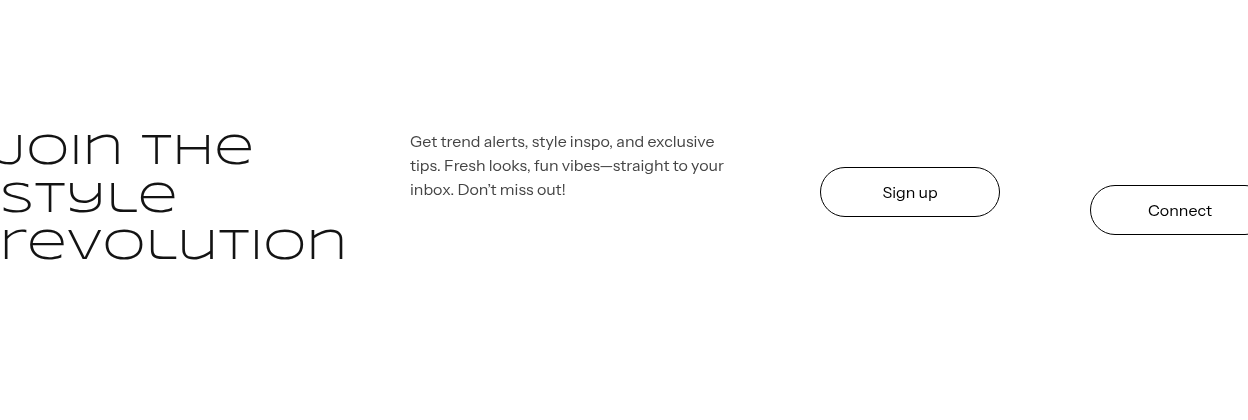 Join the
style
revolution
Get trend alerts, style inspo, and exclusive
tips. Fresh looks, fun vibes—straight to your
inbox. Don’t miss out!
Sign up
Connect